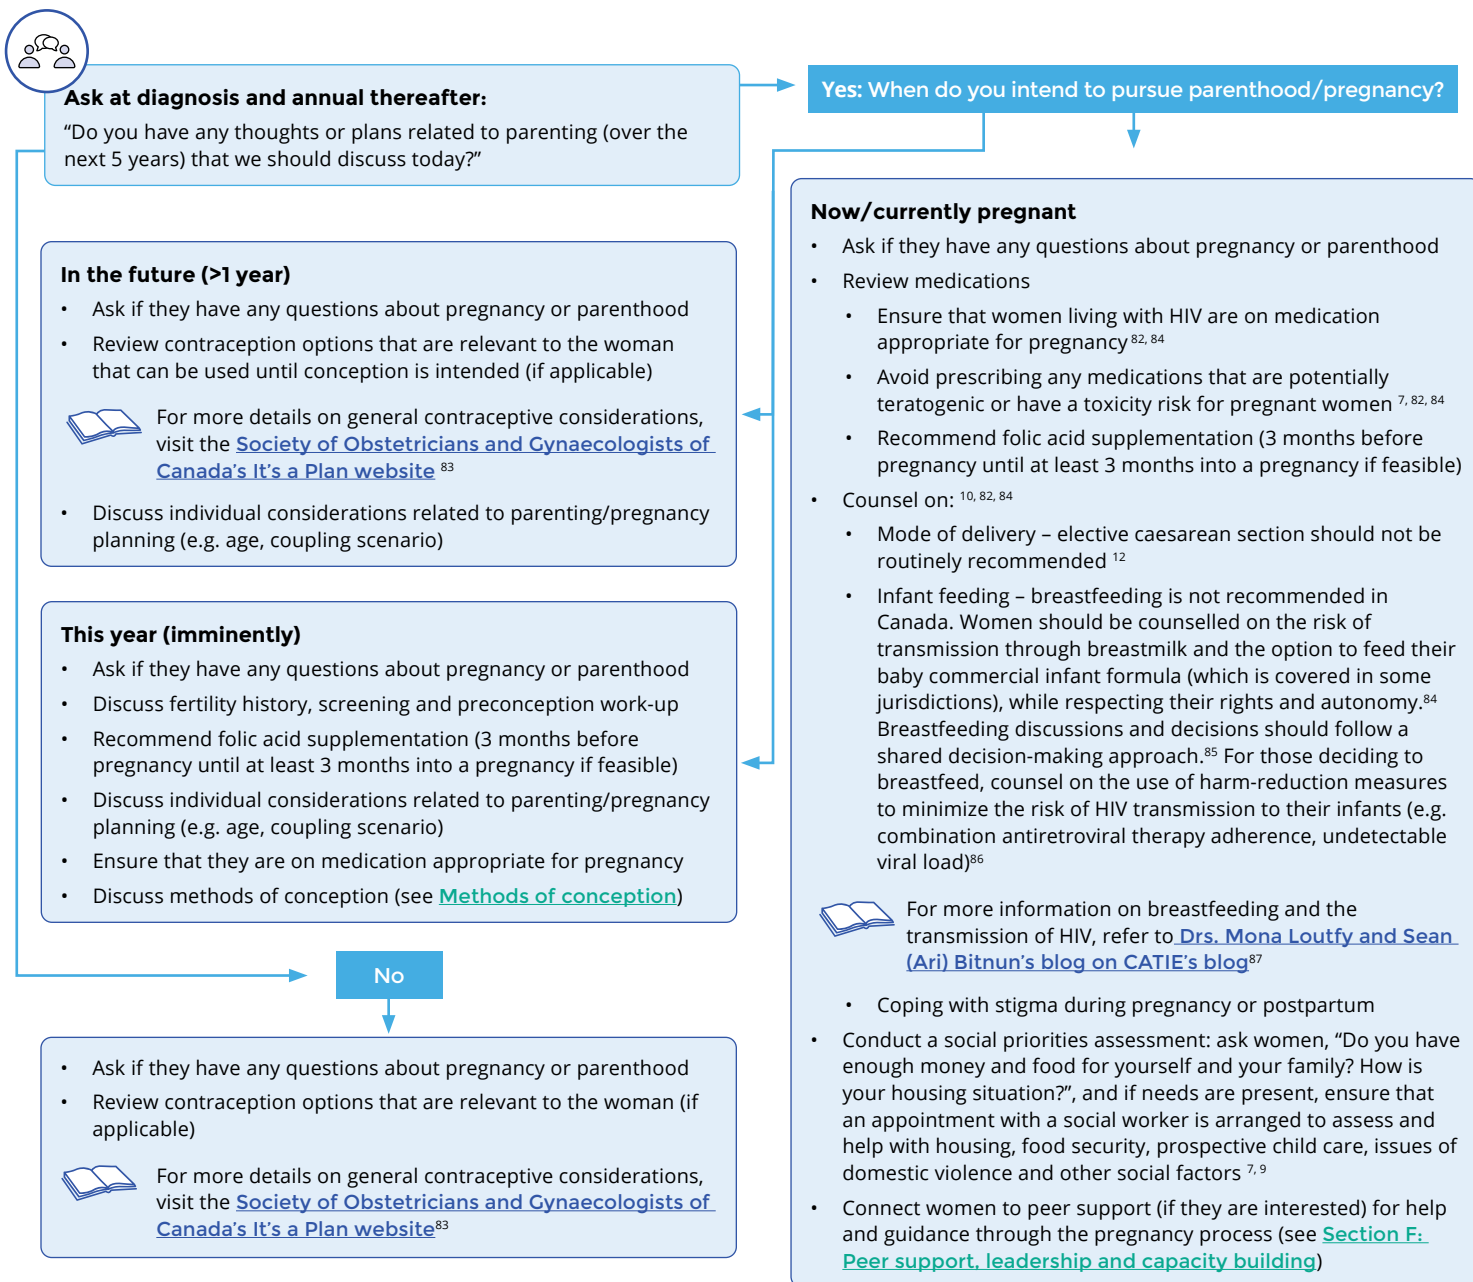 Ask at diagnosis and annual thereafter:
“Do you have any thoughts or plans related to parenting (over the
next 5 years) that we should discuss today?”
Yes: When do you intend to pursue parenthood/pregnancy?
In the future (>1 year)
• Ask if they have any questions about pregnancy or parenthood
• Review contraception options that are relevant to the woman
that can be used until conception is intended (if applicable)
For more details on general contraceptive considerations,
visit the Society of Obstetricians and Gynaecologists of
Canada’s It’s a Plan website 83
• Discuss individual considerations related to parenting/pregnancy
planning (e.g. age, coupling scenario)
This year (imminently)
• Ask if they have any questions about pregnancy or parenthood
• Discuss fertility history, screening and preconception work-up
• Recommend folic acid supplementation (3 months before
pregnancy until at least 3 months into a pregnancy if feasible)
• Discuss individual considerations related to parenting/pregnancy
planning (e.g. age, coupling scenario)
• Ensure that they are on medication appropriate for pregnancy
• Discuss methods of conception (see Methods of conception)
No
• Ask if they have any questions about pregnancy or parenthood
• Review contraception options that are relevant to the woman (if
applicable)
For more details on general contraceptive considerations,
visit the Society of Obstetricians and Gynaecologists of
Canada’s It’s a Plan website83
Now/currently pregnant
• Ask if they have any questions about pregnancy or parenthood
• Review medications
• Ensure that women living with HIV are on medication
appropriate for pregnancy 82, 84
• Avoid prescribing any medications that are potentially
teratogenic or have a toxicity risk for pregnant women 7, 82, 84
• Recommend folic acid supplementation (3 months before
pregnancy until at least 3 months into a pregnancy if feasible)
• Counsel on: 10, 82, 84
• Mode of delivery – elective caesarean section should not be
routinely recommended 12
• Infant feeding – breastfeeding is not recommended in
Canada. Women should be counselled on the risk of
transmission through breastmilk and the option to feed their
baby commercial infant formula (which is covered in some
jurisdictions), while respecting their rights and autonomy.84
Breastfeeding discussions and decisions should follow a
shared decision-making approach.85 For those deciding to
breastfeed, counsel on the use of harm-reduction measures
to minimize the risk of HIV transmission to their infants (e.g.
combination antiretroviral therapy adherence, undetectable
viral load)86
For more information on breastfeeding and the
transmission of HIV, refer to Drs. Mona Loutfy and Sean
(Ari) Bitnun’s blog on CATIE’s blog87
• Coping with stigma during pregnancy or postpartum
• Conduct a social priorities assessment: ask women, “Do you have
enough money and food for yourself and your family? How is
your housing situation?”, and if needs are present, ensure that
an appointment with a social worker is arranged to assess and
help with housing, food security, prospective child care, issues of
domestic violence and other social factors 7, 9
• Connect women to peer support (if they are interested) for help
and guidance through the pregnancy process (see Section F:
Peer support, leadership and capacity building)